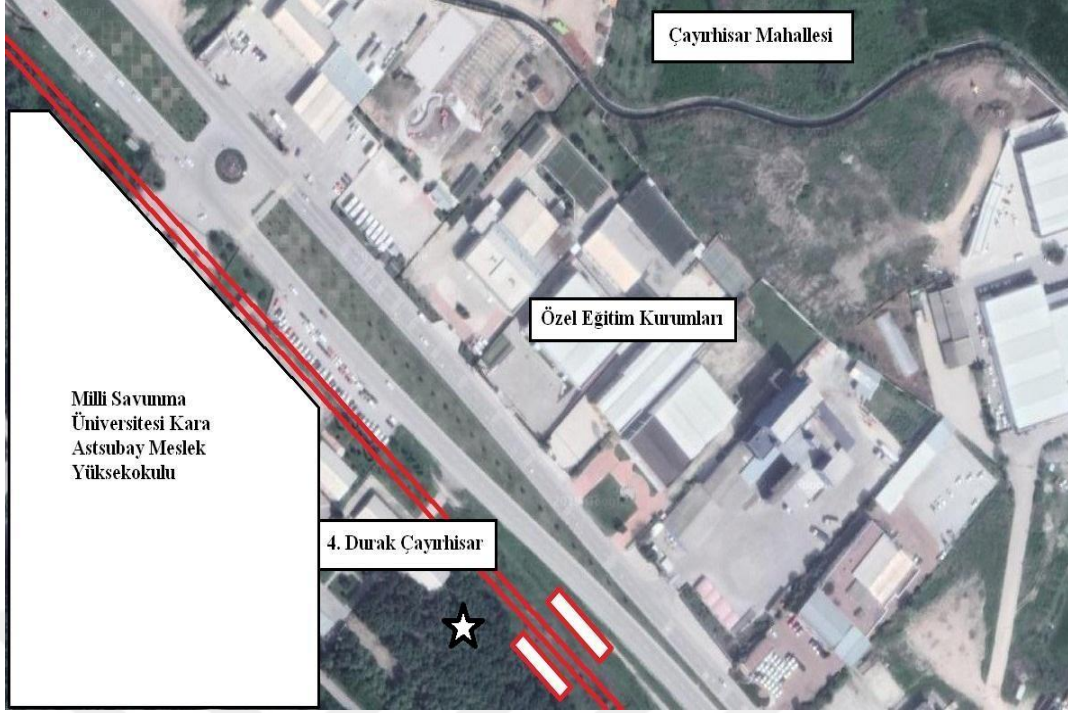 Çayırhisar Mahallesi
Özel Eğitim Kurumları
Milli Savunma
Üniversitesi Kara
Astsubay Meslek
Yüksekokulu
4. Durak Çayırhisar